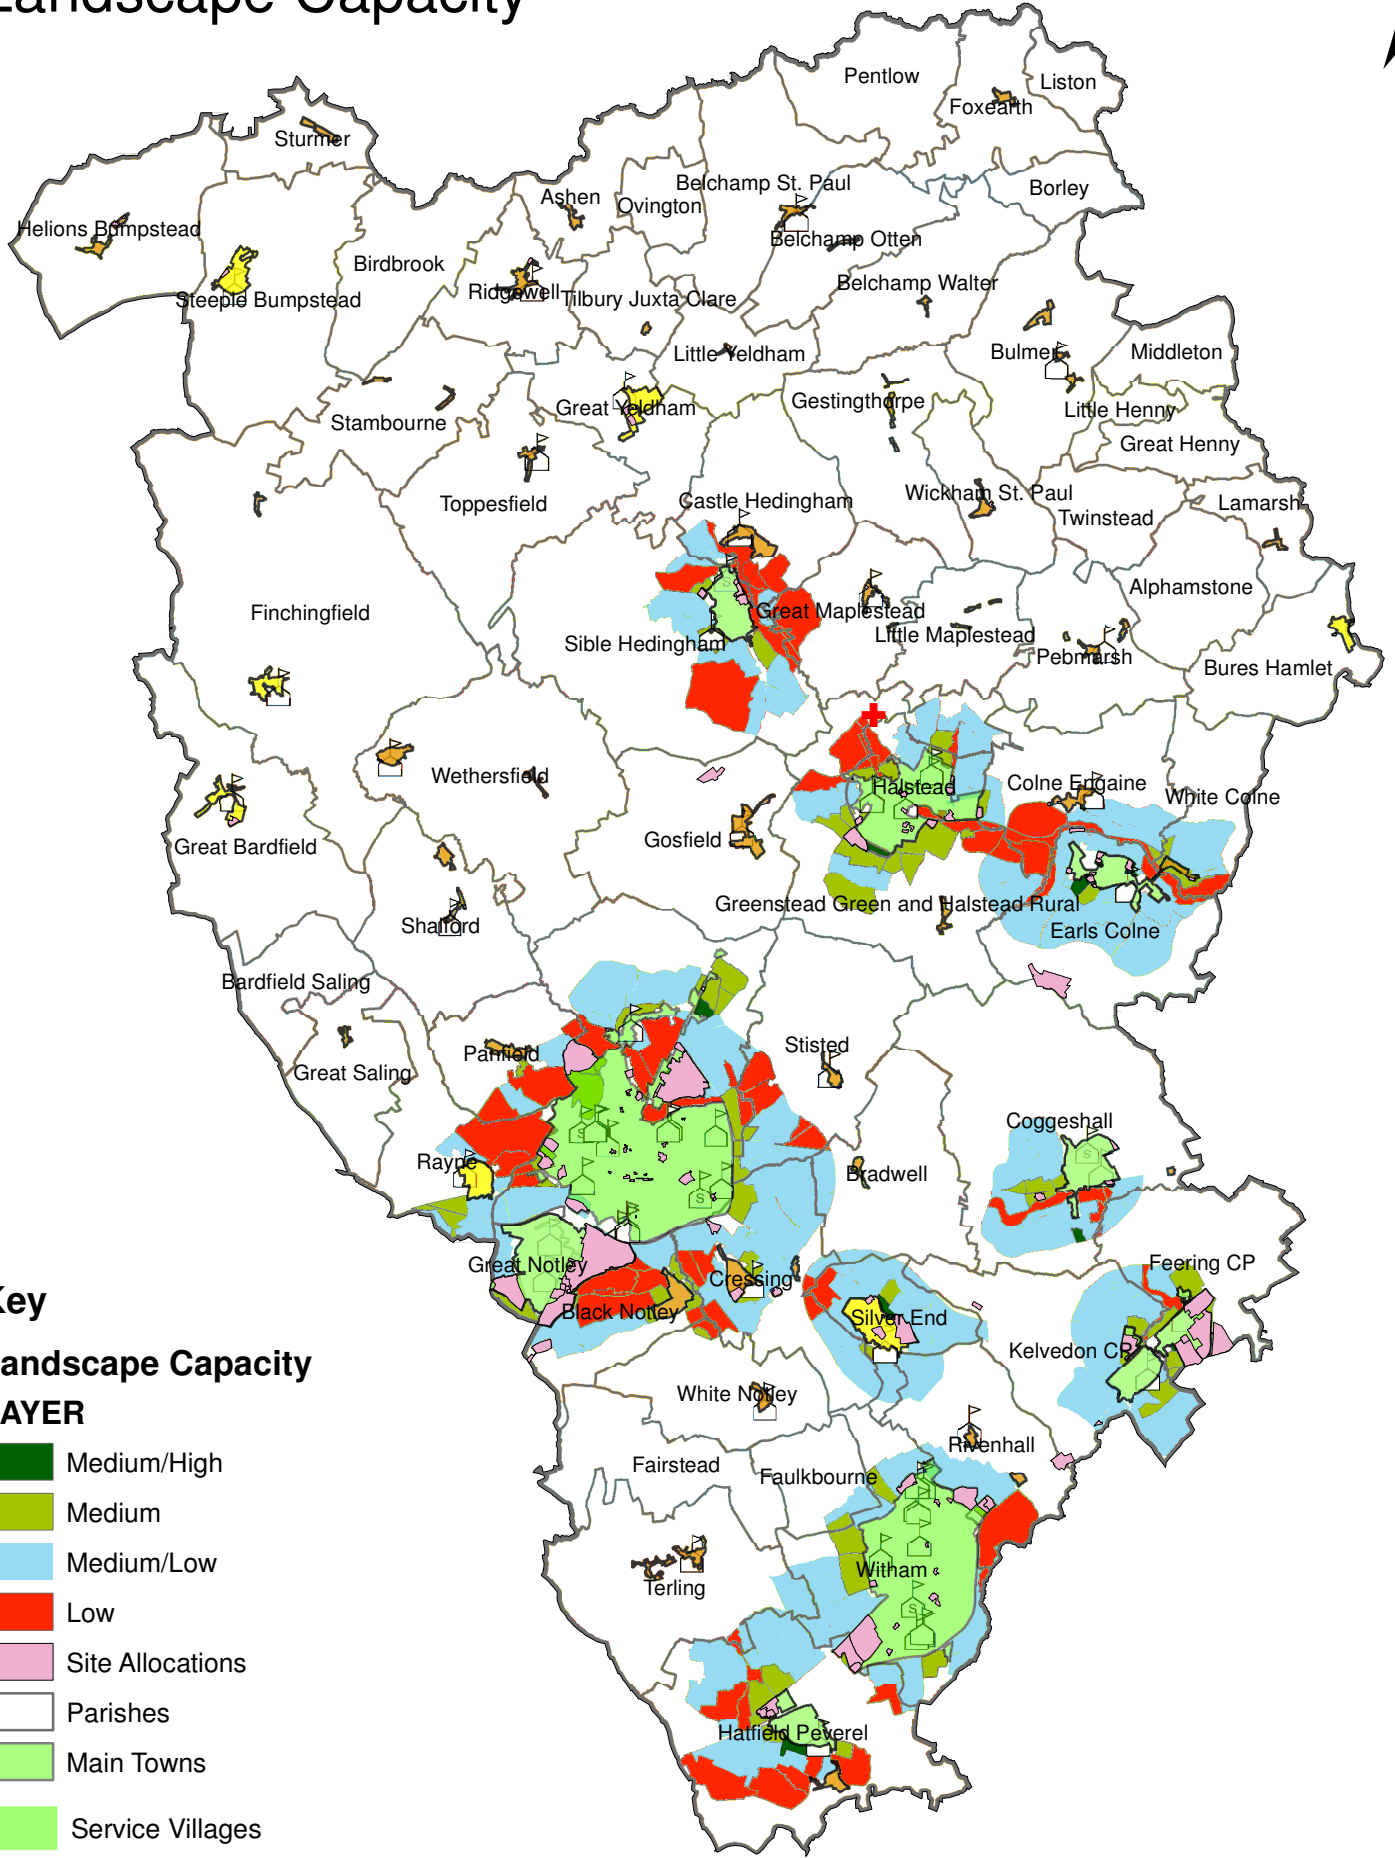 Landscape Capacity
Pentlow
Liston
Foxearth
Sturmer
Belchamp St. Paul
Borley
Ashen
Ovington
Helions Bumpstead
Belchamp Otten
Birdbrook
Belchamp Walter
Ridgewell
Tilbury Juxta Clare
Steeple Bumpstead
Little Yeldham
Bulmer
Middleton
Great Yeldham
Gestingthorpe
Little Henny
Stambourne
Great Henny
Castle Hedingham
Wickham St. Paul
Toppesfield
Lamarsh
Twinstead
Alphamstone
Finchingfield
Great Maplestead
Little Maplestead
Sible Hedingham
Pebmarsh
Bures Hamlet
Wethersfield
Halstead
Colne Engaine
White Colne
Great Bardfield
Gosfield
Greenstead Green and Halstead Rural
Shalford
Earls Colne
Bardfield Saling
Panfield
Stisted
Great Saling
Coggeshall
S
S
Rayne
Bradwell
S
Great Notley
Feering CP
Cressing
Black Notley
Silver End
Kelvedon CP
White Notley
Rivenhall
Fairstead
Faulkbourne
Witham
Terling
S
Hatfield Peverel
Key
Landscape Capacity
LAYER
Medium/High
Medium
Medium/Low
Low
Site Allocations
Parishes
Main Towns
Service Villages